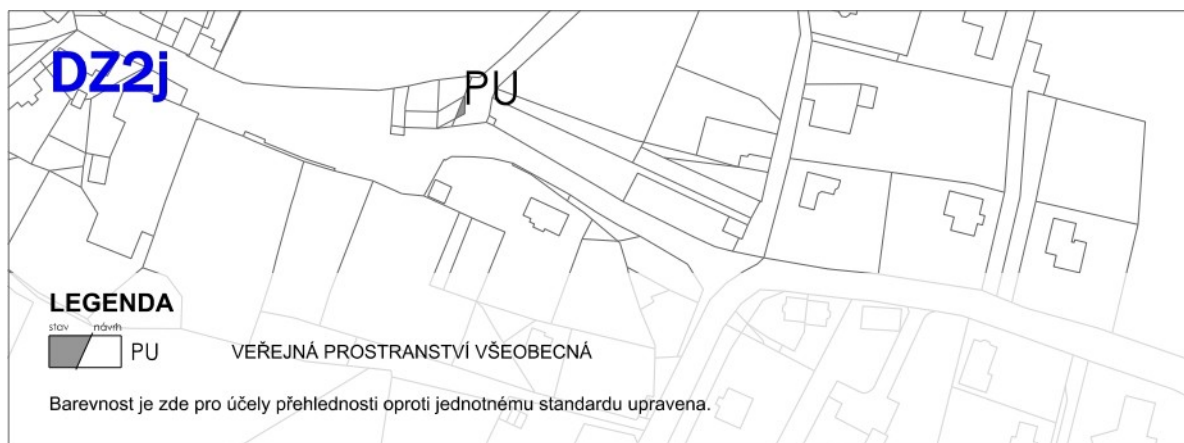 DZ2j
PU
LEGENDA
stav návrh
PU VEŘEJNÁ PROSTRANSTVÍ VŠEOBECNÁ
Barevnost je zde pro účely přehlednosti oproti jednotnému standardu upravena.